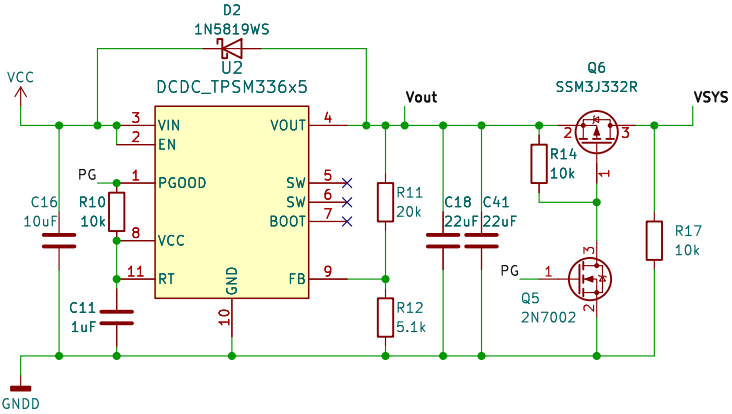 D2
1N5819WS
VCC
U2
DCDC_TPSM336x5
Q6
SSM3J332R
Vout
VSYS
3
VIN
VOUT
4
2
EN
2
3
PG
1
PGOOD
SW
5
R14
10k
1
C16
10uF
R10
10k
SW
6
R11
20k
C18
22uF
C41
22uF
BOOT
7
8
VCC
R17
10k
3
11
RT
GND
FB
9
PG
1
Q5
2N7002
2
C11
1uF
10
R12
5.1k
GNDD